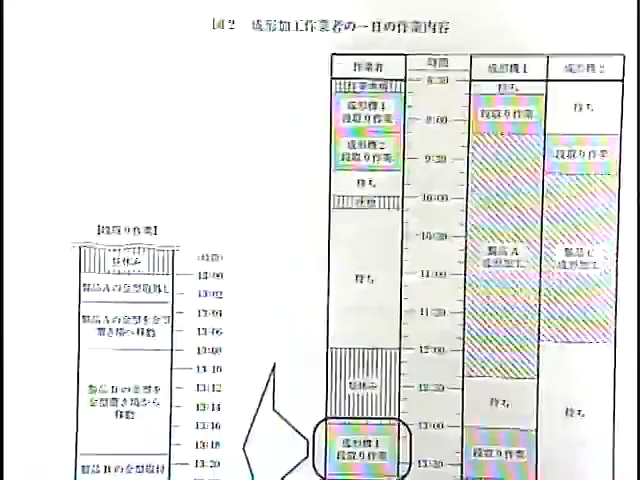 図2 成形加工作業者の一日の作業内容
作業者
時間
成形機1
成形機2
8:30
作業準備
待ち
成形機1
段取り作業
段取り作業
待ち
9:00
成形機2
段取り作業
9:30
段取り作業
待ち
10:00
休憩
10:30
待ち
製品A
成形加工
成形加工
11:00
11:30
12:00
昼休み
12:30
待ち
待ち
13:00
成形機1
段取り作業
段取り作業
13:30
【段取り作業】
昼休み
(時間)
13:00
製品Aの金型取外し
13:02
製品Aの金型を金型
置き場へ移動
13:04
13:06
13:08
13:10
製品Bの金型を
金型置き場から
移動
13:12
13:14
13:16
13:18
製品Bの金型取付
13:20